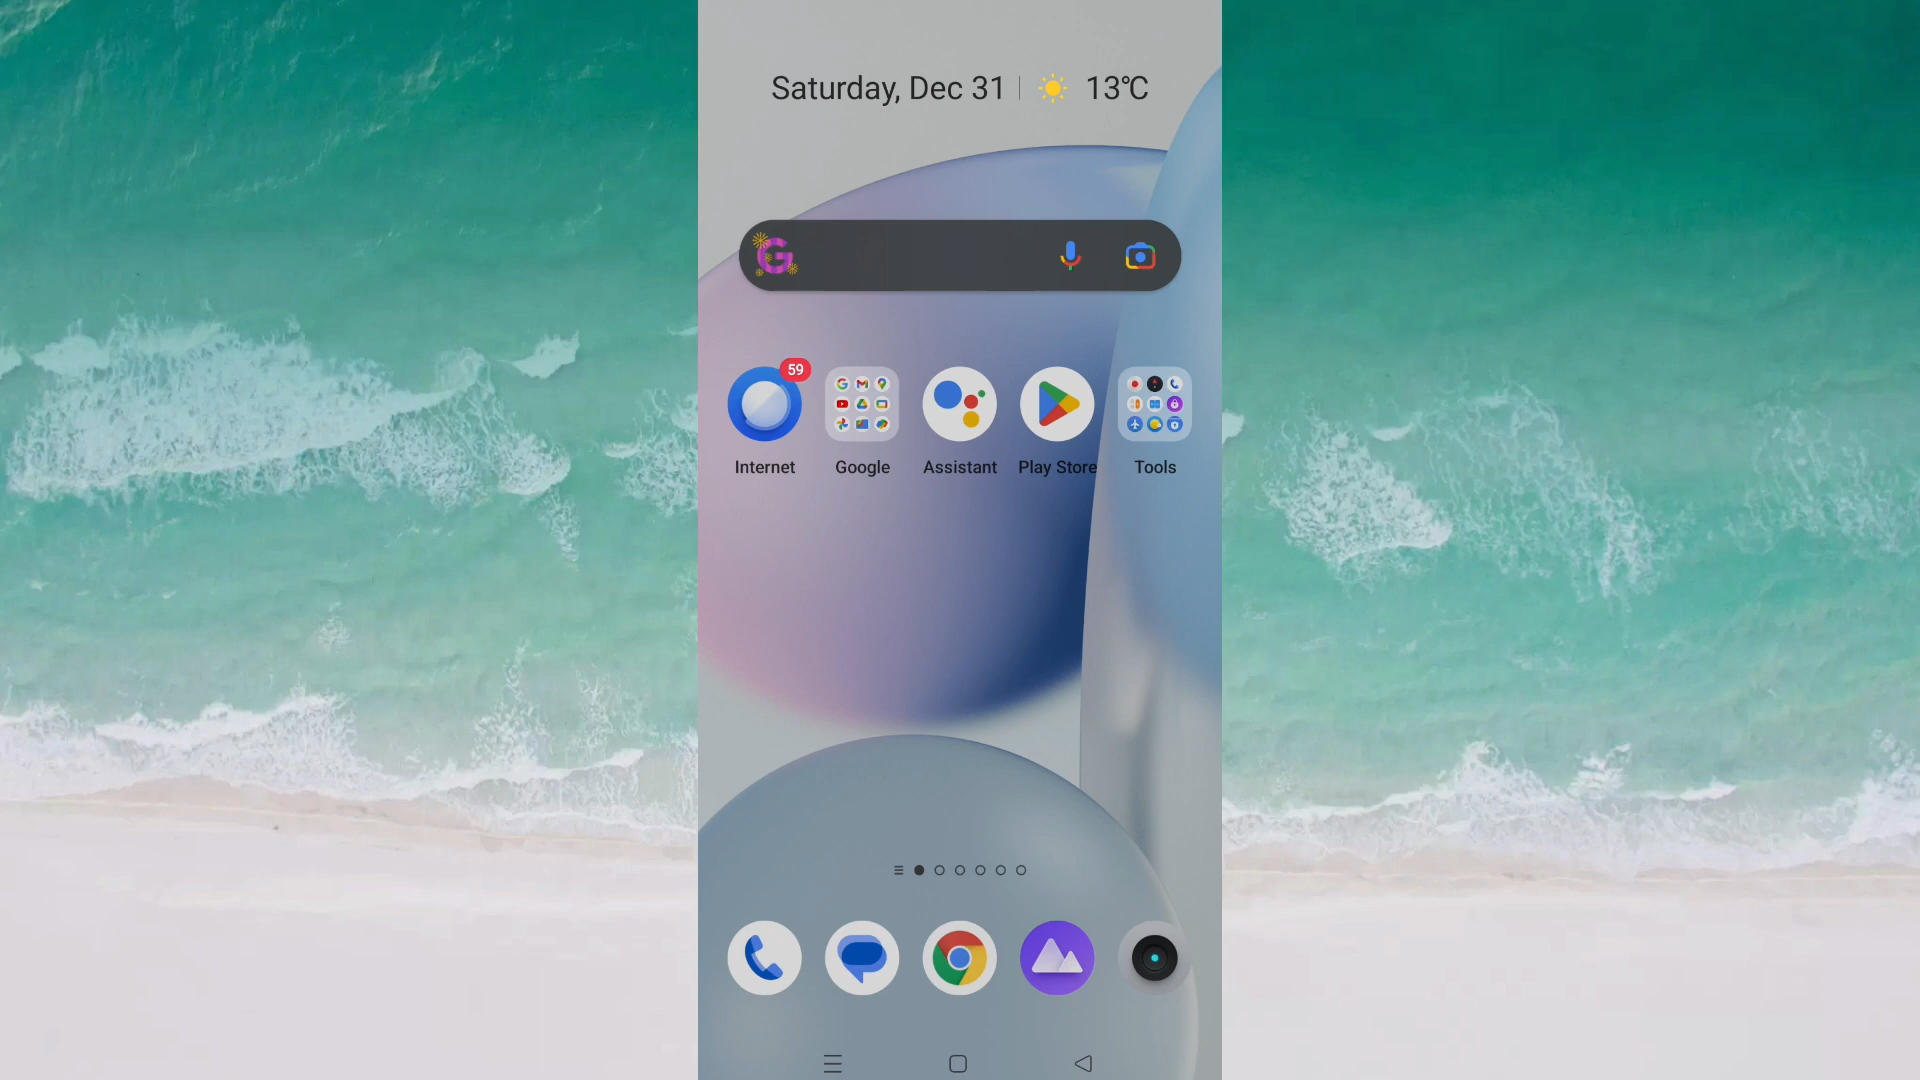 Saturday, Dec 31 13℃
G
59
Internet Google Assistant Play Store Tools